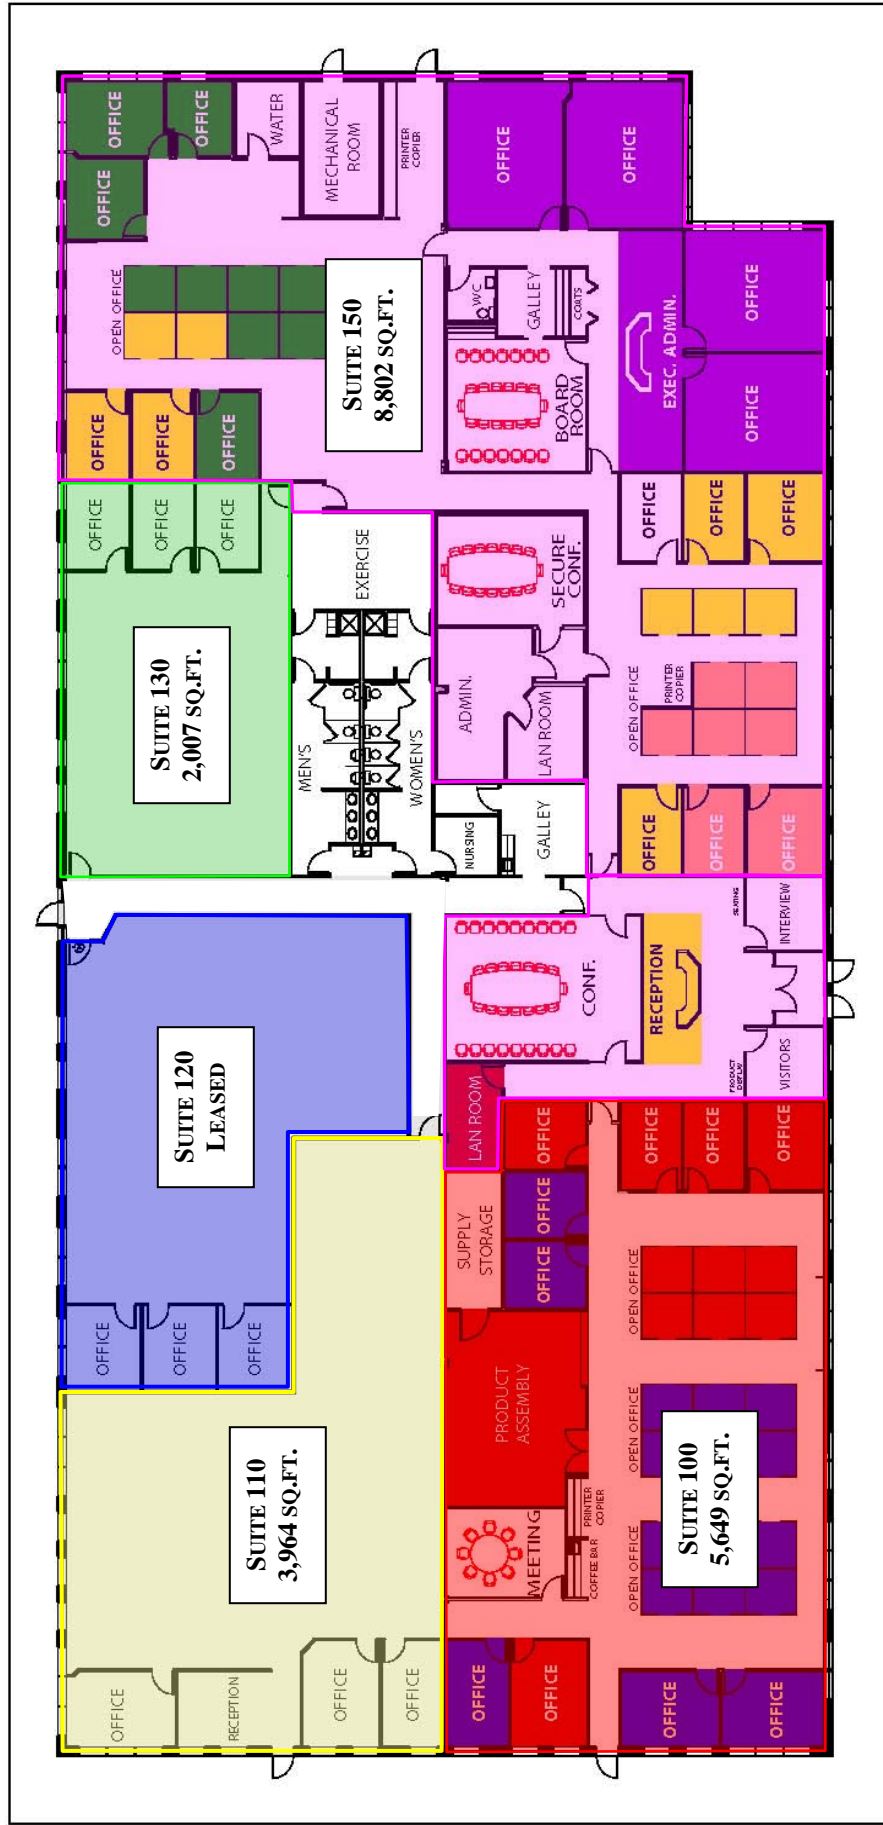 OFFICE
RECEPTION
OFFICE
OFFICE
SUITE 110
3,964 SQ.FT.
OFFICE
OFFICE
OFFICE
SUITE 120
LEASED
SUITE 130
2,007 SQ.FT.
OFFICE
OFFICE
OFFICE
MEN'S
WOMEN'S
EXERCISE
NURSING
GALLEY
OFFICE
OFFICE
OFFICE
OPEN OFFICE
OFFICE
OFFICE
OFFICE
WATER
MECHANICAL
ROOM
PRINTER
COPIER
SUITE 150
8,802 SQ.FT.
BOARD
ROOM
WC
GALLEY
COATS
OFFICE
OFFICE
EXEC. ADMIN.
OFFICE
OFFICE
OFFICE
OFFICE
OFFICE
SECURE
CONF.
ADMIN.
LAN ROOM
OPEN OFFICE
PRINTER
COPIER
OFFICE
OFFICE
OFFICE
CONF.
RECEPTION
SEATING
INTERVIEW
PRODUCT
DISPLAY
VISITORS
LAN ROOM
SUPPLY
STORAGE
OFFICE
OFFICE
OFFICE
PRODUCT
ASSEMBLY
MEETING
COFFEE BAR
PRINTER
COPIER
OFFICE
OFFICE
OFFICE
OFFICE
OPEN OFFICE
OPEN OFFICE
OPEN OFFICE
SUITE 100
5,649 SQ.FT.
OFFICE
OFFICE
OFFICE